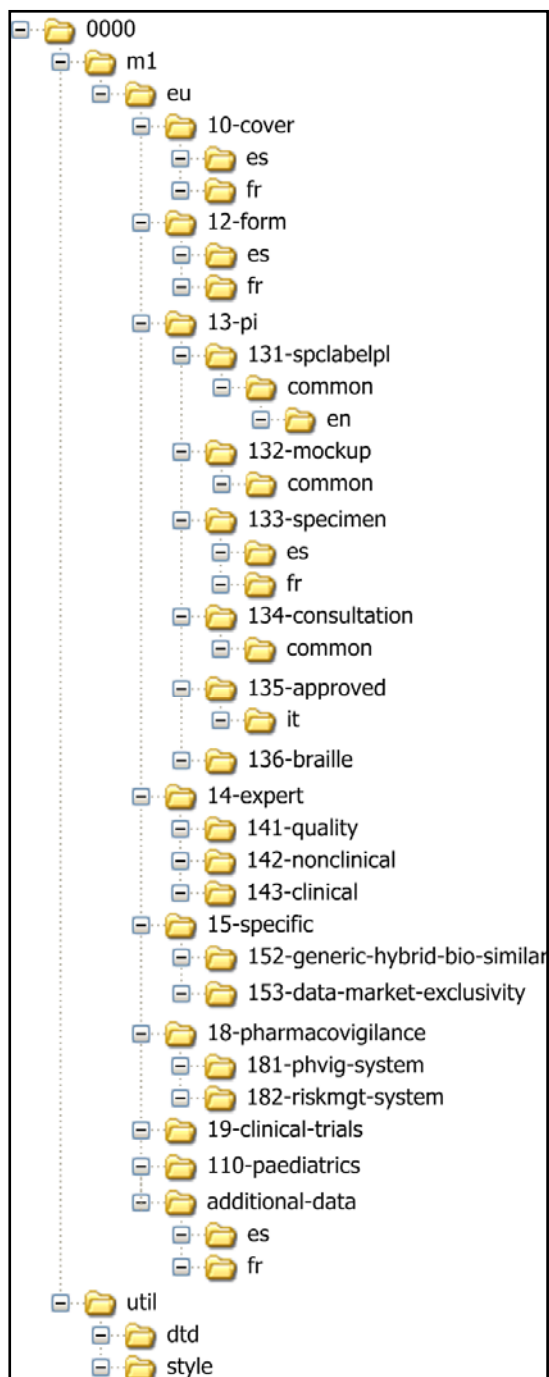 0000
m1
eu
10-cover
es
fr
12-form
es
fr
13-pi
131-spclabelpl
common
en
132-mockup
common
133-specimen
es
fr
134-consultation
common
135-approved
it
136-braille
14-expert
141-quality
142-nonclinical
143-clinical
15-specific
152-generic-hybrid-bio-similar
153-data-market-exclusivity
18-pharmacovigilance
181-phvig-system
182-riskmgt-system
19-clinical-trials
110-paediatrics
additional-data
es
fr
util
dtd
style